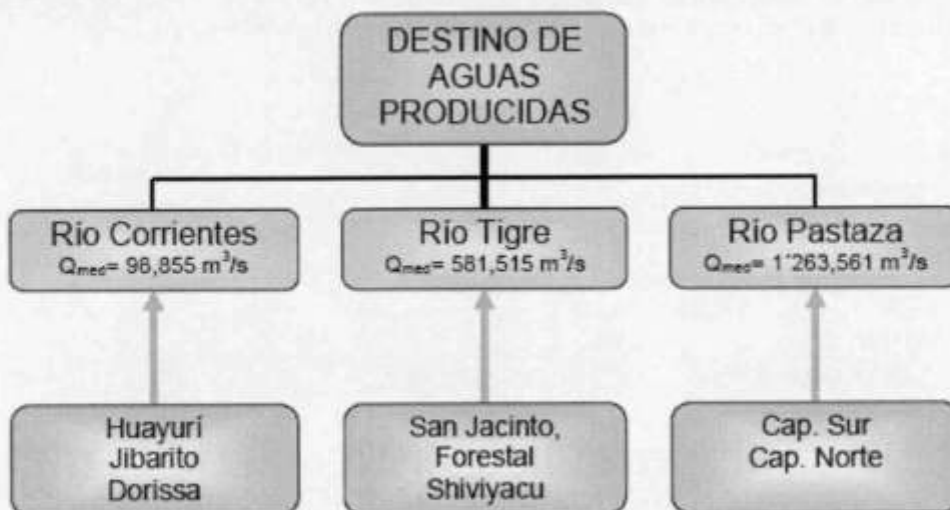 DESTINO DE
AGUAS
PRODUCIDAS
Río Corrientes
Qmed= 98,855 m³/s
Río Tigre
Qmed= 581,515 m³/s
Río Pastaza
Qmed= 1'263,561 m³/s
Huayurí
Jibarito
Dorissa
San Jacinto,
Forestal
Shiviyacu
Cap. Sur
Cap. Norte